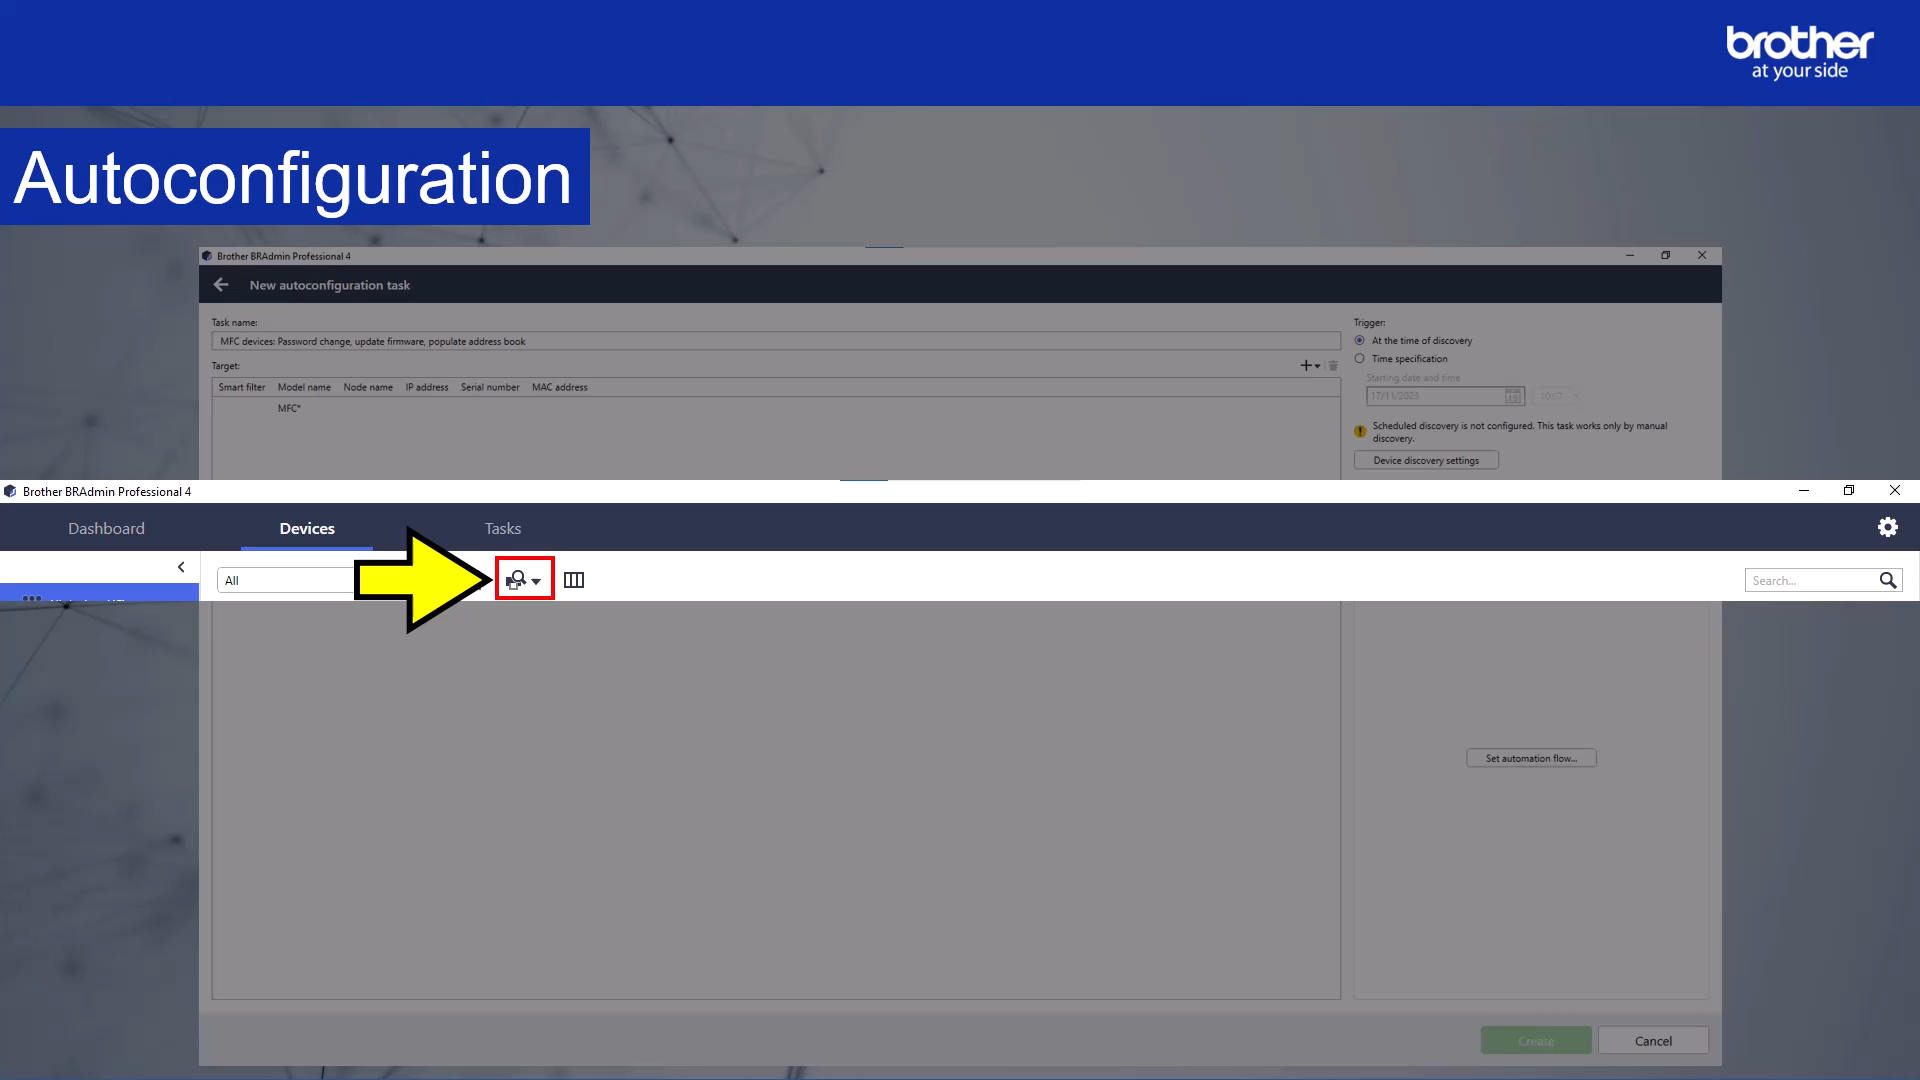 brother
at your side
Autoconfiguration
Brother BRAdmin Professional 4
New autoconfiguration task
Task name:
MFC devices: Password change, update firmware, populate address book
Target:
Smart filter Model name Node name IP address Serial number MAC address
MFC*
Trigger:
At the time of discovery
Time specification
Starting date and time
17/11/2023
10:07
Scheduled discovery is not configured. This task works only by manual
discovery.
Device discovery settings
Brother BRAdmin Professional 4
Dashboard Devices Tasks
All
Search...
Set automation flow...
Create Cancel